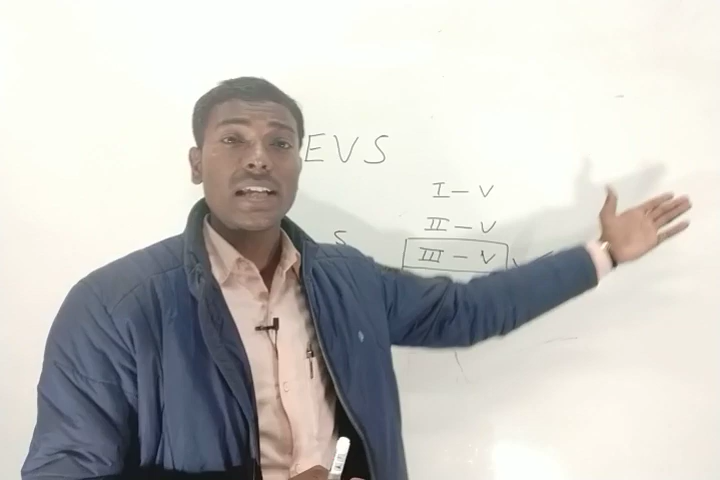 EVS
I - V
II - V
S
III - V